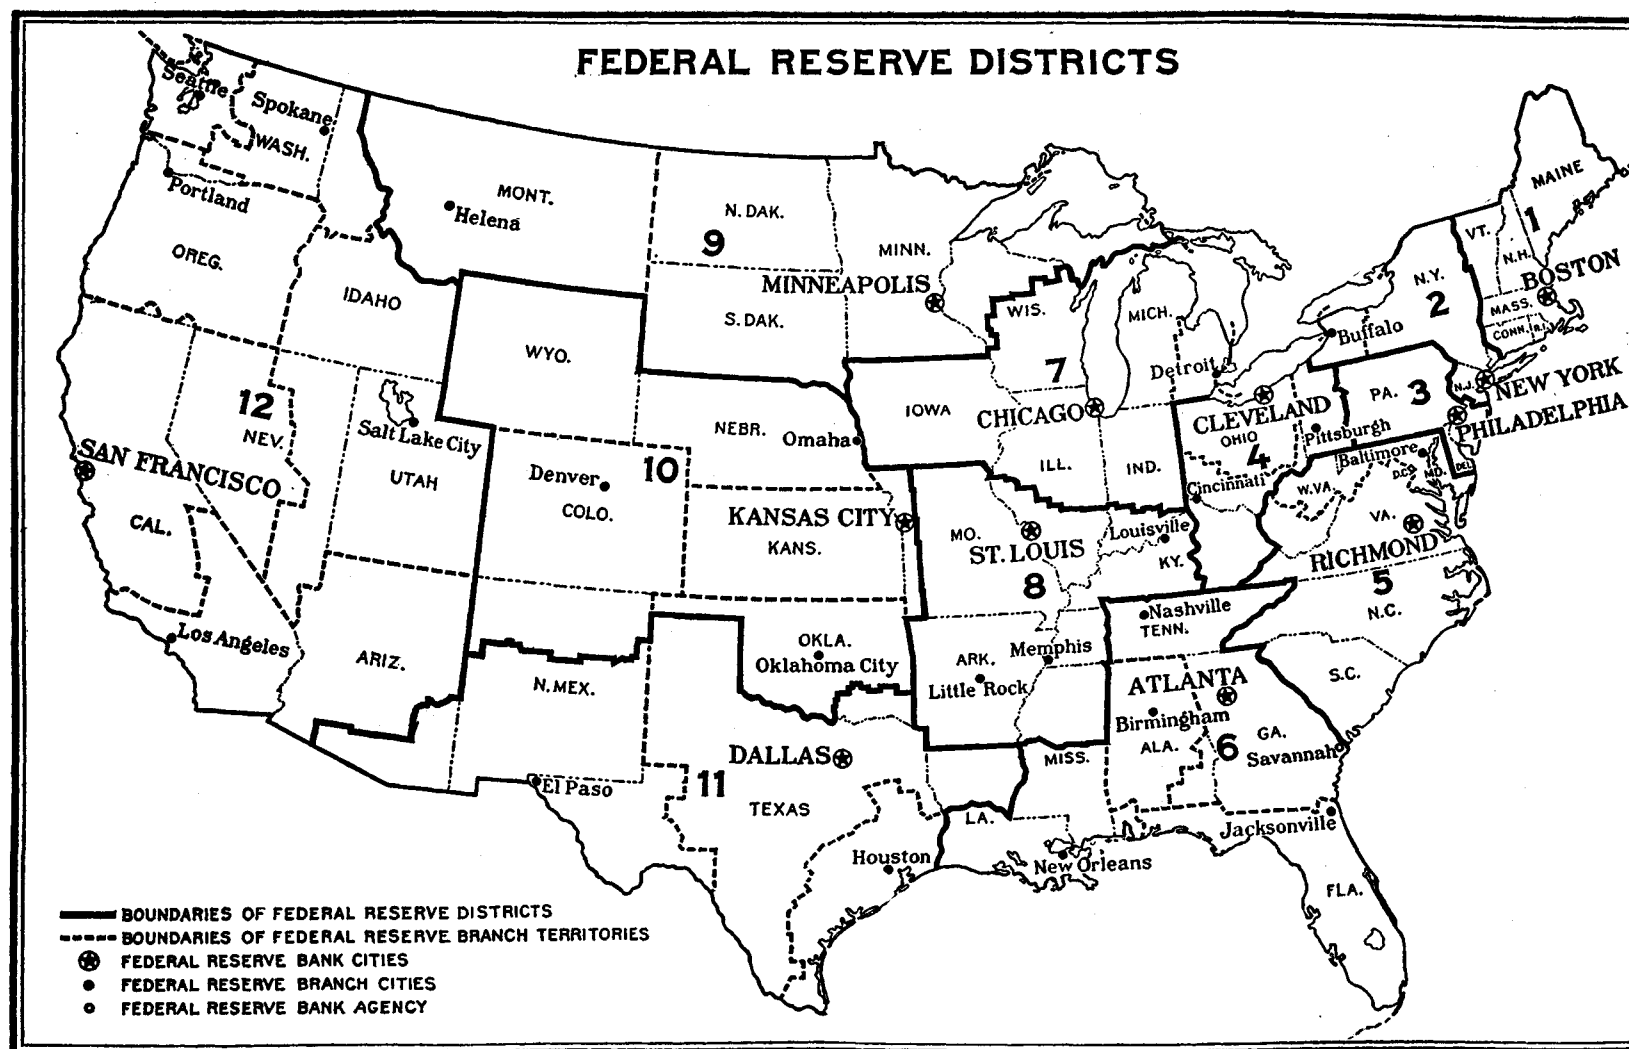 FEDERAL RESERVE DISTRICTS
Seattle
Spokane
WASH.
Portland
OREG.
IDAHO
MONT.
Helena
N. DAK.
9
MINN.
MINNEAPOLIS
S. DAK.
WYO.
WIS.
MICH.
7
Detroit
MAINE
VT.
1
N.H.
BOSTON
N.Y.
2
MASS.
CONN.
R.I.
Buffalo
12
NEV.
Salt Lake City
UTAH
SAN FRANCISCO
CAL.
NEBR.
Omaha
IOWA
CHICAGO
CLEVELAND
OHIO
4
PA.
3
N.J.
NEW YORK
PHILADELPHIA
Pittsburgh
Baltimore
10
Denver
COLO.
KANSAS CITY
KANS.
ILL.
IND.
Cincinnati
W.VA.
D.C.
MD.
DEL.
VA.
RICHMOND
5
MO.
ST. LOUIS
8
Louisville
KY.
N.C.
Los Angeles
ARIZ.
N. MEX.
OKLA.
Oklahoma City
ARK.
Little Rock
Memphis
Nashville
TENN.
S.C.
ATLANTA
Birmingham
ALA.
6
GA.
Savannah
DALLAS
11
TEXAS
El Paso
MISS.
LA.
Houston
New Orleans
Jacksonville
FLA.
BOUNDARIES OF FEDERAL RESERVE DISTRICTS
BOUNDARIES OF FEDERAL RESERVE BRANCH TERRITORIES
FEDERAL RESERVE BANK CITIES
FEDERAL RESERVE BRANCH CITIES
FEDERAL RESERVE BANK AGENCY